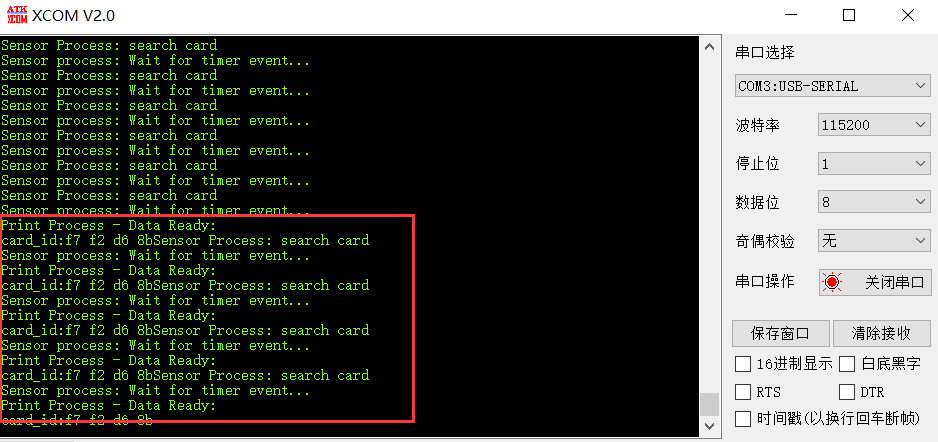 ATK
XCOM
XCOM V2.0
Sensor Process: search card
Sensor process: Wait for timer event...
Sensor Process: search card
Sensor process: Wait for timer event...
Sensor Process: search card
Sensor process: Wait for timer event...
Sensor Process: search card
Sensor process: Wait for timer event...
Sensor Process: search card
Sensor process: Wait for timer event...
Sensor Process: search card
Sensor process: Wait for timer event...
Print Process - Data Ready:
card_id:f7 f2 d6 8bSensor Process: search card
Sensor process: Wait for timer event...
Print Process - Data Ready:
card_id:f7 f2 d6 8bSensor Process: search card
Sensor process: Wait for timer event...
Print Process - Data Ready:
card_id:f7 f2 d6 8bSensor Process: search card
Sensor process: Wait for timer event...
Print Process - Data Ready:
card_id:f7 f2 d6 8bSensor Process: search card
Sensor process: Wait for timer event...
Print Process - Data Ready:
card_id:f7 f2 d6 8b
串口选择
COM3:USB-SERIAL
波特率 115200
停止位 1
数据位 8
奇偶校验 无
串口操作 关闭串口
保存窗口 清除接收
16进制显示 白底黑字
RTS DTR
时间戳(以换行回车断帧)